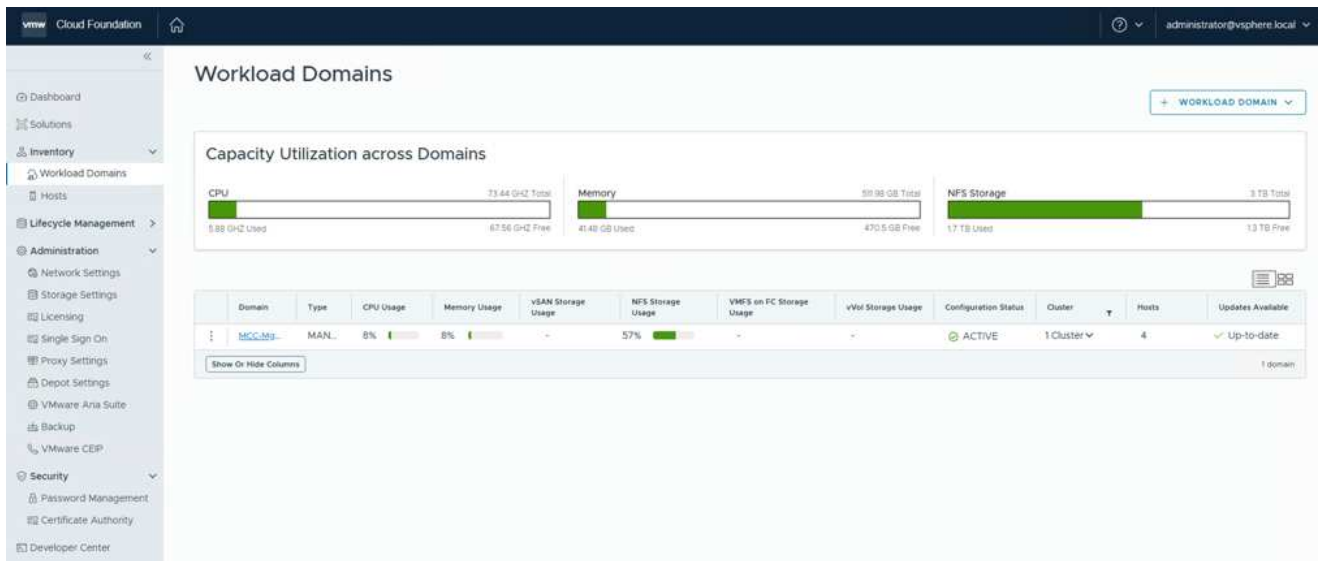 vmw Cloud Foundation
administrator@vsphere.local
Dashboard
Solutions
Inventory
Workload Domains
Hosts
Lifecycle Management
Administration
Network Settings
Storage Settings
Licensing
Single Sign On
Proxy Settings
Depot Settings
VMware Aria Suite
Backup
VMware CEIP
Security
Password Management
Certificate Authority
Developer Center
Workload Domains
+ WORKLOAD DOMAIN
Capacity Utilization across Domains
CPU 73.44 GHZ Total
5.88 GHZ Used 67.56 GHZ Free
Memory 511.98 GB Total
41.48 GB Used 470.5 GB Free
NFS Storage 3 TB Total
1.7 TB Used 1.3 TB Free
Domain Type CPU Usage Memory Usage vSAN Storage Usage NFS Storage Usage VMFS on FC Storage Usage vVol Storage Usage Configuration Status Cluster Hosts Updates Available
MCC-Mg... MAN... 8% 8% - 57% - - ACTIVE 1 Cluster 4 Up-to-date
Show Or Hide Columns 1 domain